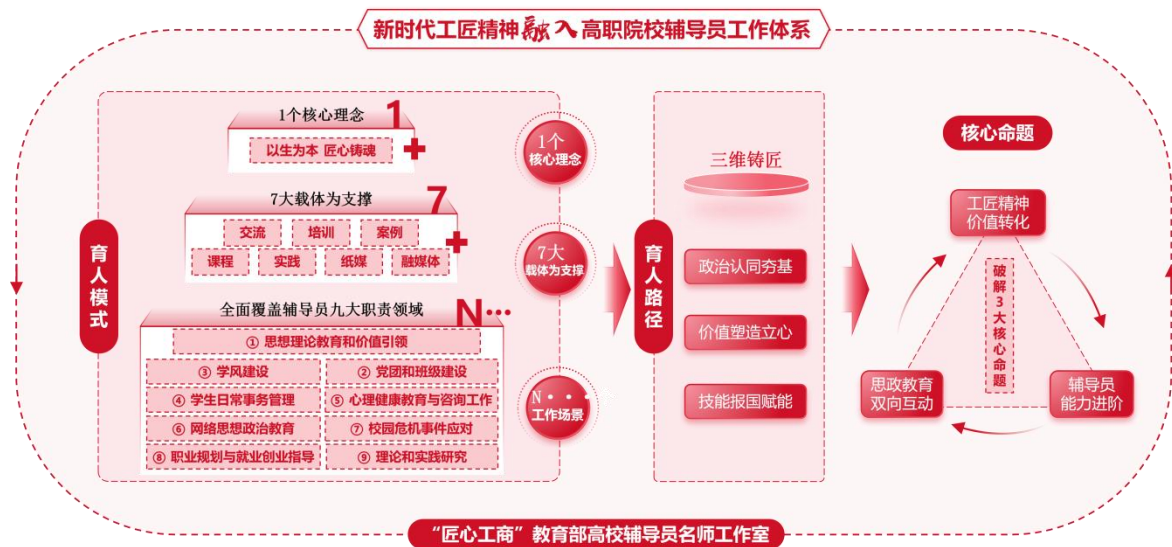 新时代工匠精神融入高职院校辅导员工作体系
育人模式
1个核心理念 1
以生为本 匠心铸魂
+
7大载体为支撑 7
交流 培训 案例
+
课程 实践 纸媒 融媒体
全面覆盖辅导员九大职责领域 N···
① 思想理论教育和价值引领
③ 学风建设 ② 党团和班级建设
④ 学生日常事务管理 ⑤ 心理健康教育与咨询工作
⑥ 网络思想政治教育 ⑦ 校园危机事件应对
⑧ 职业规划与就业创业指导 ⑨ 理论和实践研究
1个
核心理念
7大
载体为支撑
N···
工作场景
育人路径
三维铸匠
政治认同夯基
价值塑造立心
技能报国赋能
核心命题
工匠精神
价值转化
破解3大核心命题
思政教育
双向互动
辅导员
能力进阶
“匠心工商”教育部高校辅导员名师工作室